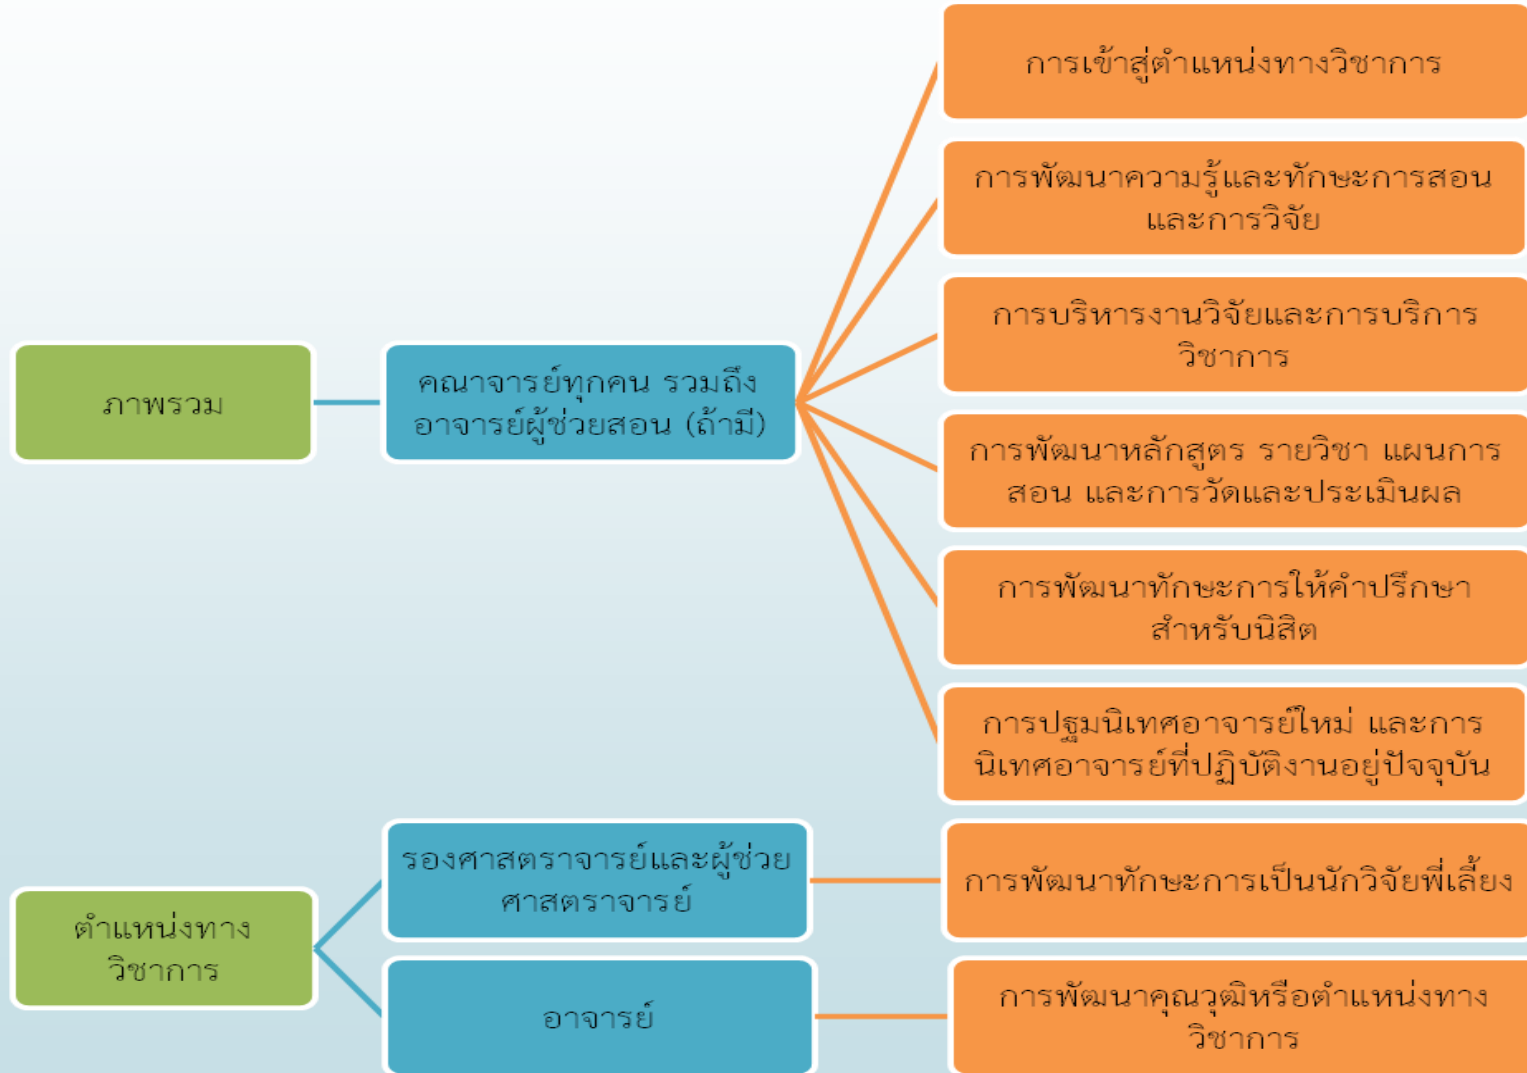 ภาพรวม
คณาจารย์ทุกคน รวมถึง
อาจารย์ผู้ช่วยสอน (ถ้ามี)
การเข้าสู่ตำแหน่งทางวิชาการ
การพัฒนาความรู้และทักษะการสอน
และการวิจัย
การบริหารงานวิจัยและการบริการ
วิชาการ
การพัฒนาหลักสูตร รายวิชา แผนการ
สอน และการวัดและประเมินผล
การพัฒนาทักษะการให้คำปรึกษา
สำหรับนิสิต
การปฐมนิเทศอาจารย์ใหม่ และการ
นิเทศอาจารย์ที่ปฏิบัติงานอยู่ปัจจุบัน
ตำแหน่งทาง
วิชาการ
รองศาสตราจารย์และผู้ช่วย
ศาสตราจารย์
การพัฒนาทักษะการเป็นนักวิจัยพี่เลี้ยง
อาจารย์
การพัฒนาคุณวุฒิหรือตำแหน่งทาง
วิชาการ